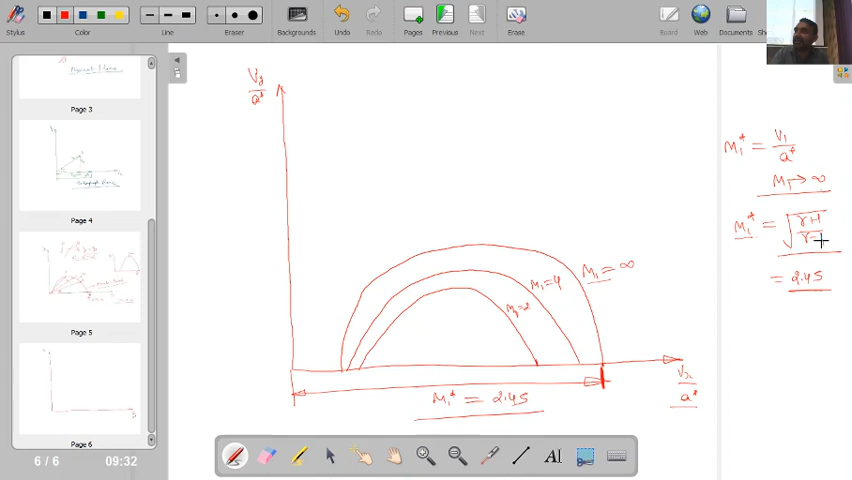 Stylus
Color
Line
Eraser
Backgrounds
Undo
Redo
Pages
Previous
Next
Erase
Board
Web
Documents
Page 3
Page 4
Page 5
Page 6
6 / 6
09:32
Vy
a*
M1* = V1
a*
M1 → ∞
M1* = √ γ+1
γ-1
= 2.45
M1 = ∞
M1=4
M1=2
M1* = 2.45
Vx
a*